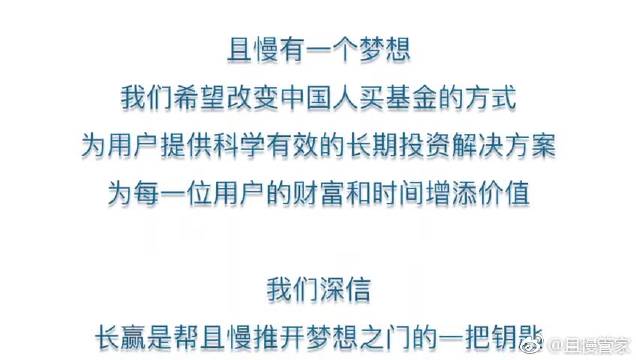 且慢有一个梦想
我们希望改变中国人买基金的方式
为用户提供科学有效的长期投资解决方案
为每一位用户的财富和时间增添价值
我们深信
长赢是帮且慢推开梦想之门的一把钥匙
@且慢管家